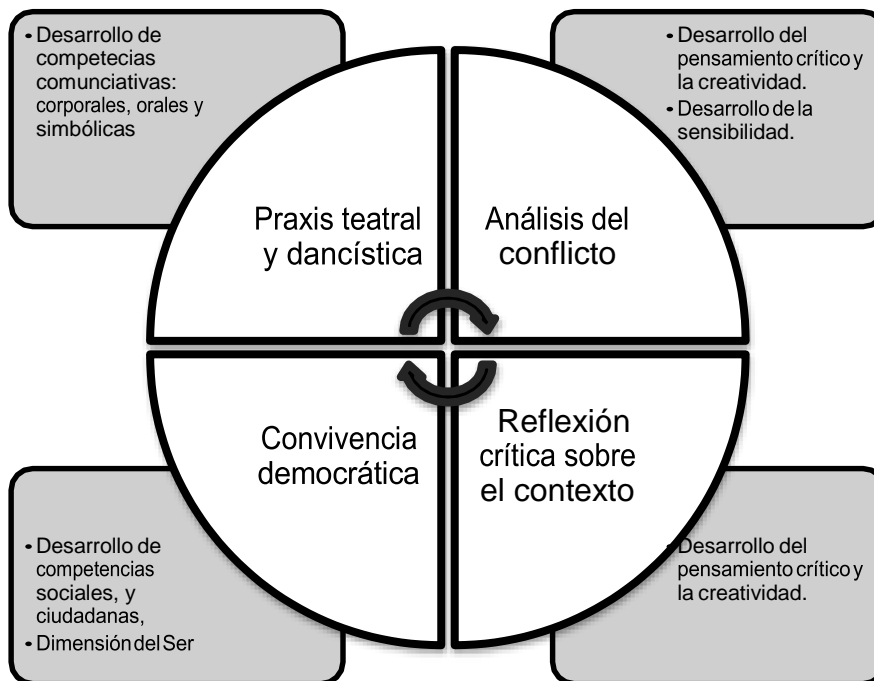 • Desarrollo de
competecias
comunciativas:
corporales, orales y
simbólicas
• Desarrollo del
pensamiento crítico y
la creatividad.
• Desarrollo de la
sensibilidad.
Praxis teatral
y dancística
Análisis del
conflicto
Convivencia
democrática
Reflexión
crítica sobre
el contexto
• Desarrollo de
competencias
sociales, y
ciudadanas,
• Dimensión del Ser
• Desarrollo del
pensamiento crítico y
la creatividad.